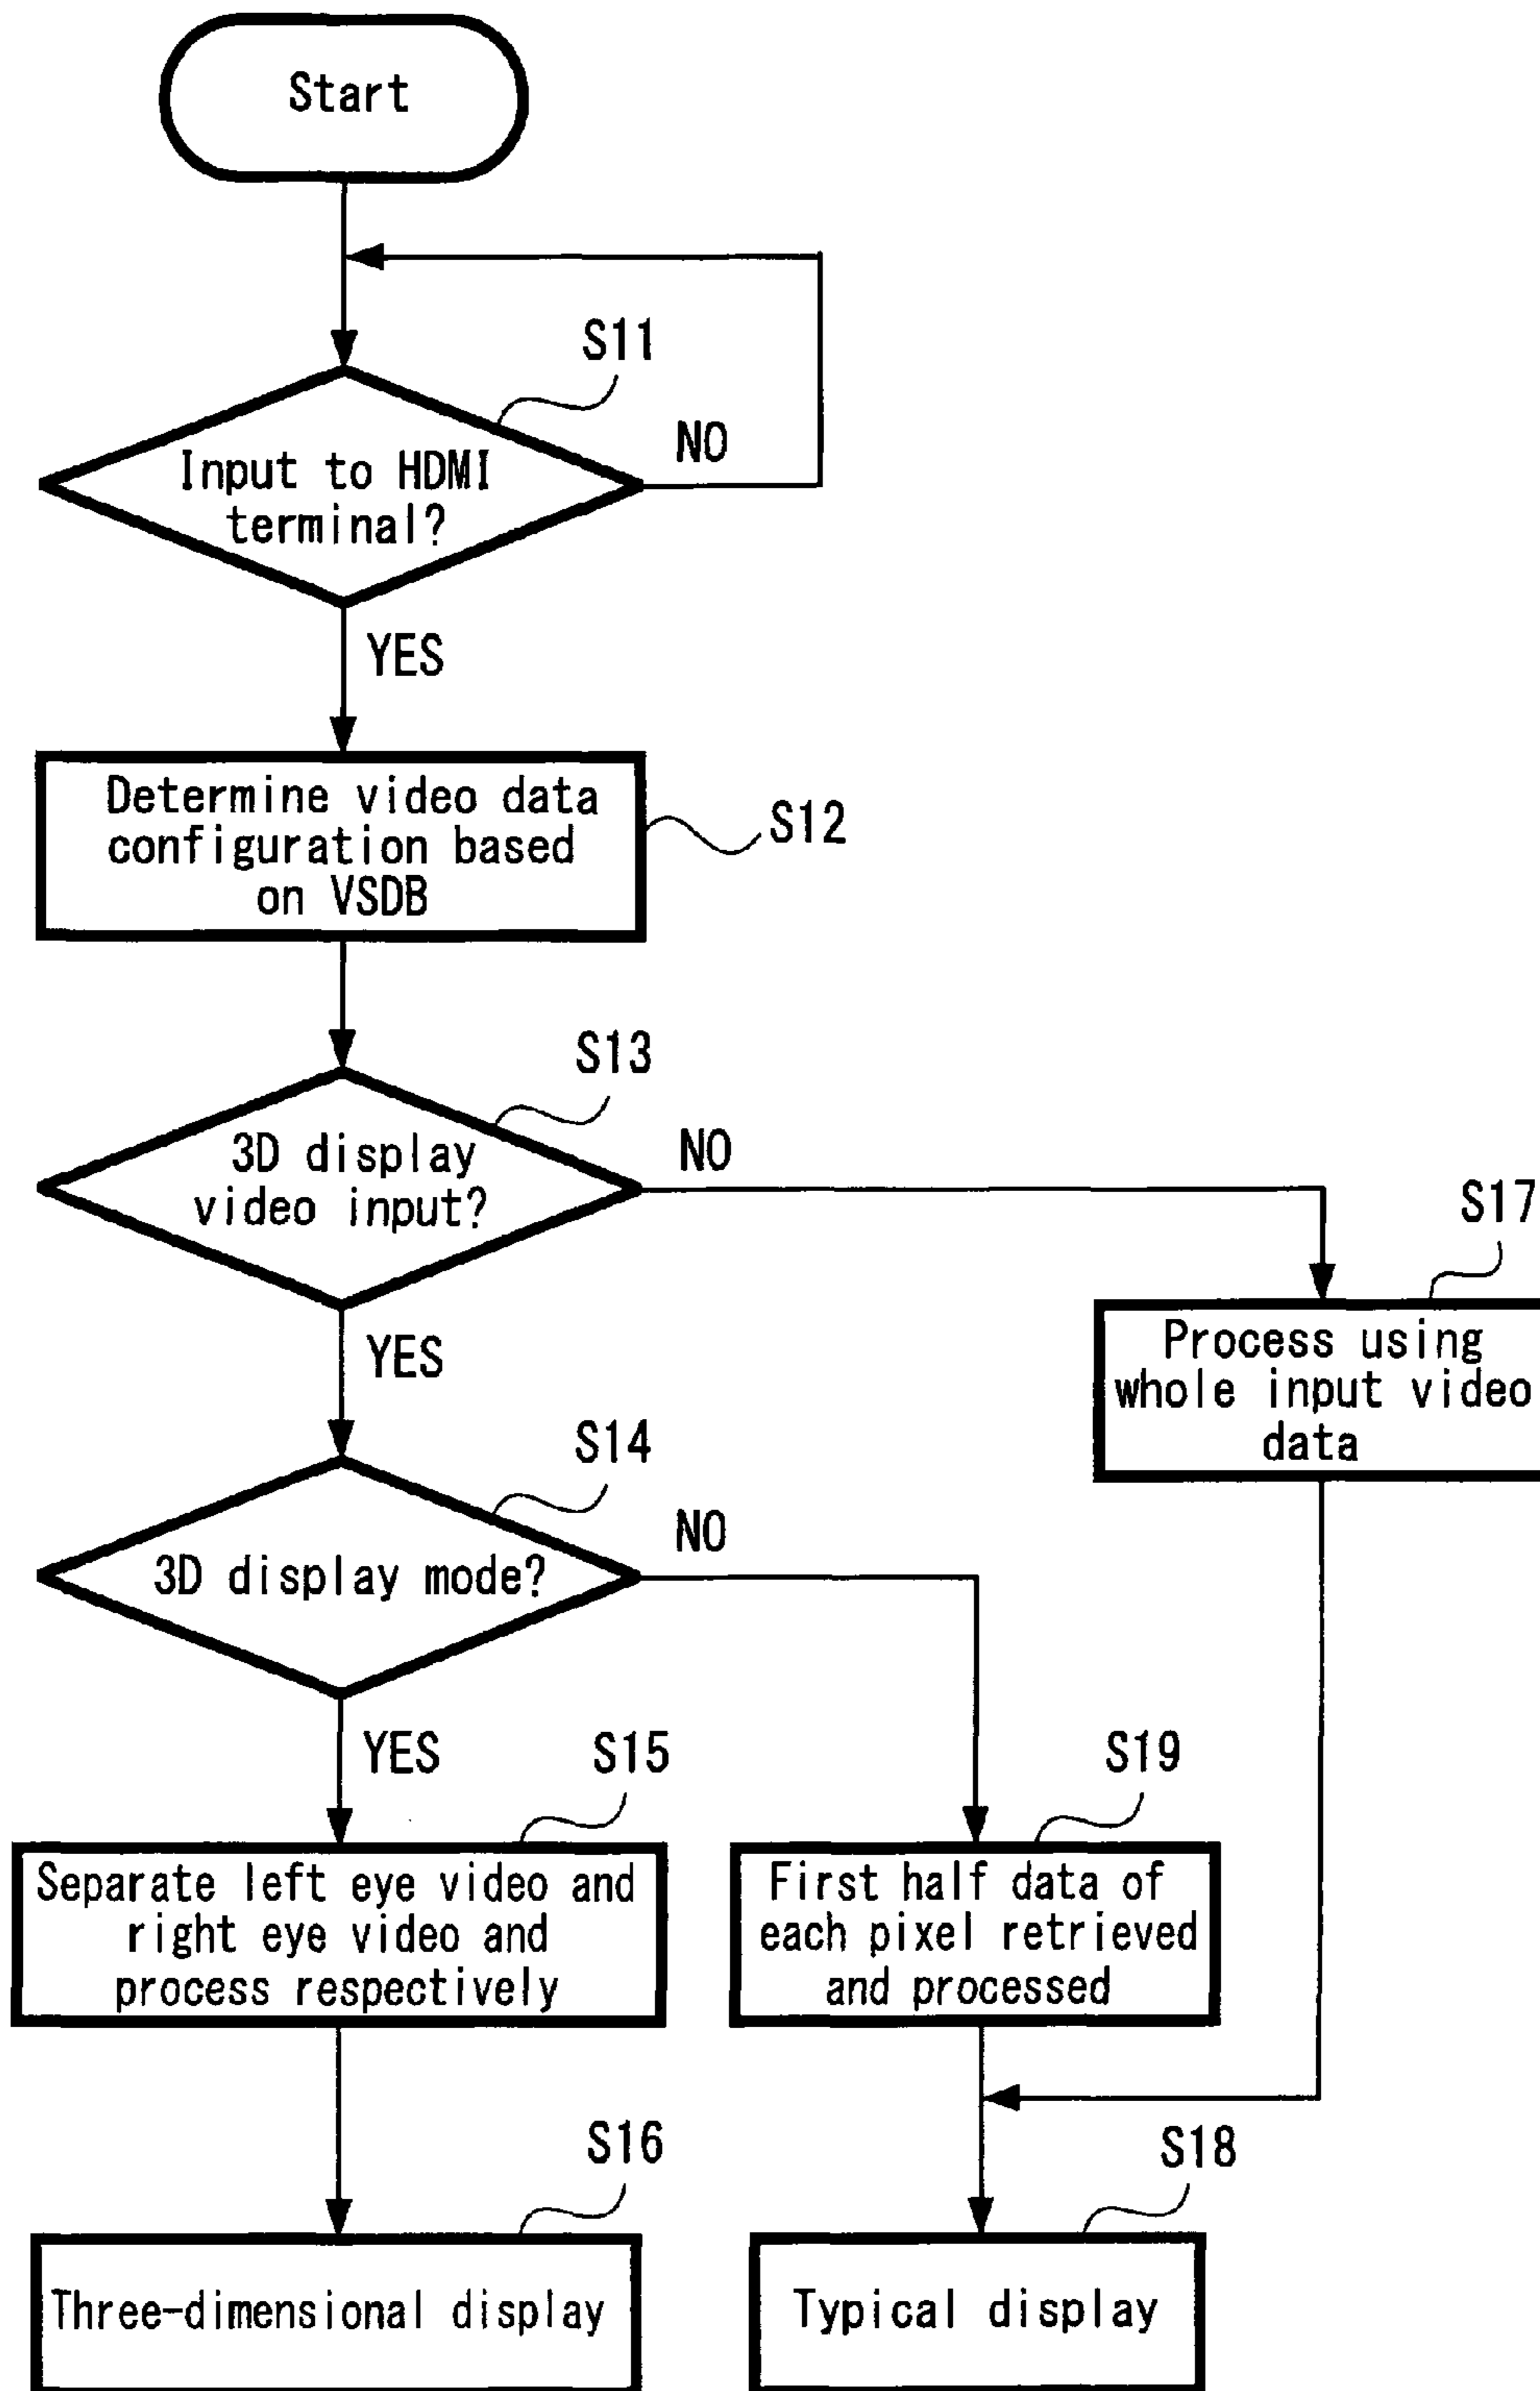 Start
S11
NO
Input to HDMI
terminal?
YES
Determine video data
configuration based
on VSDB
S12
S13
3D display
video input?
NO
S17
Process using
whole input video
data
YES
S14
NO
3D display mode?
YES
S15
S19
Separate left eye video and
right eye video and
process respectively
First half data of
each pixel retrieved
and processed
S16
S18
Three-dimensional display
Typical display